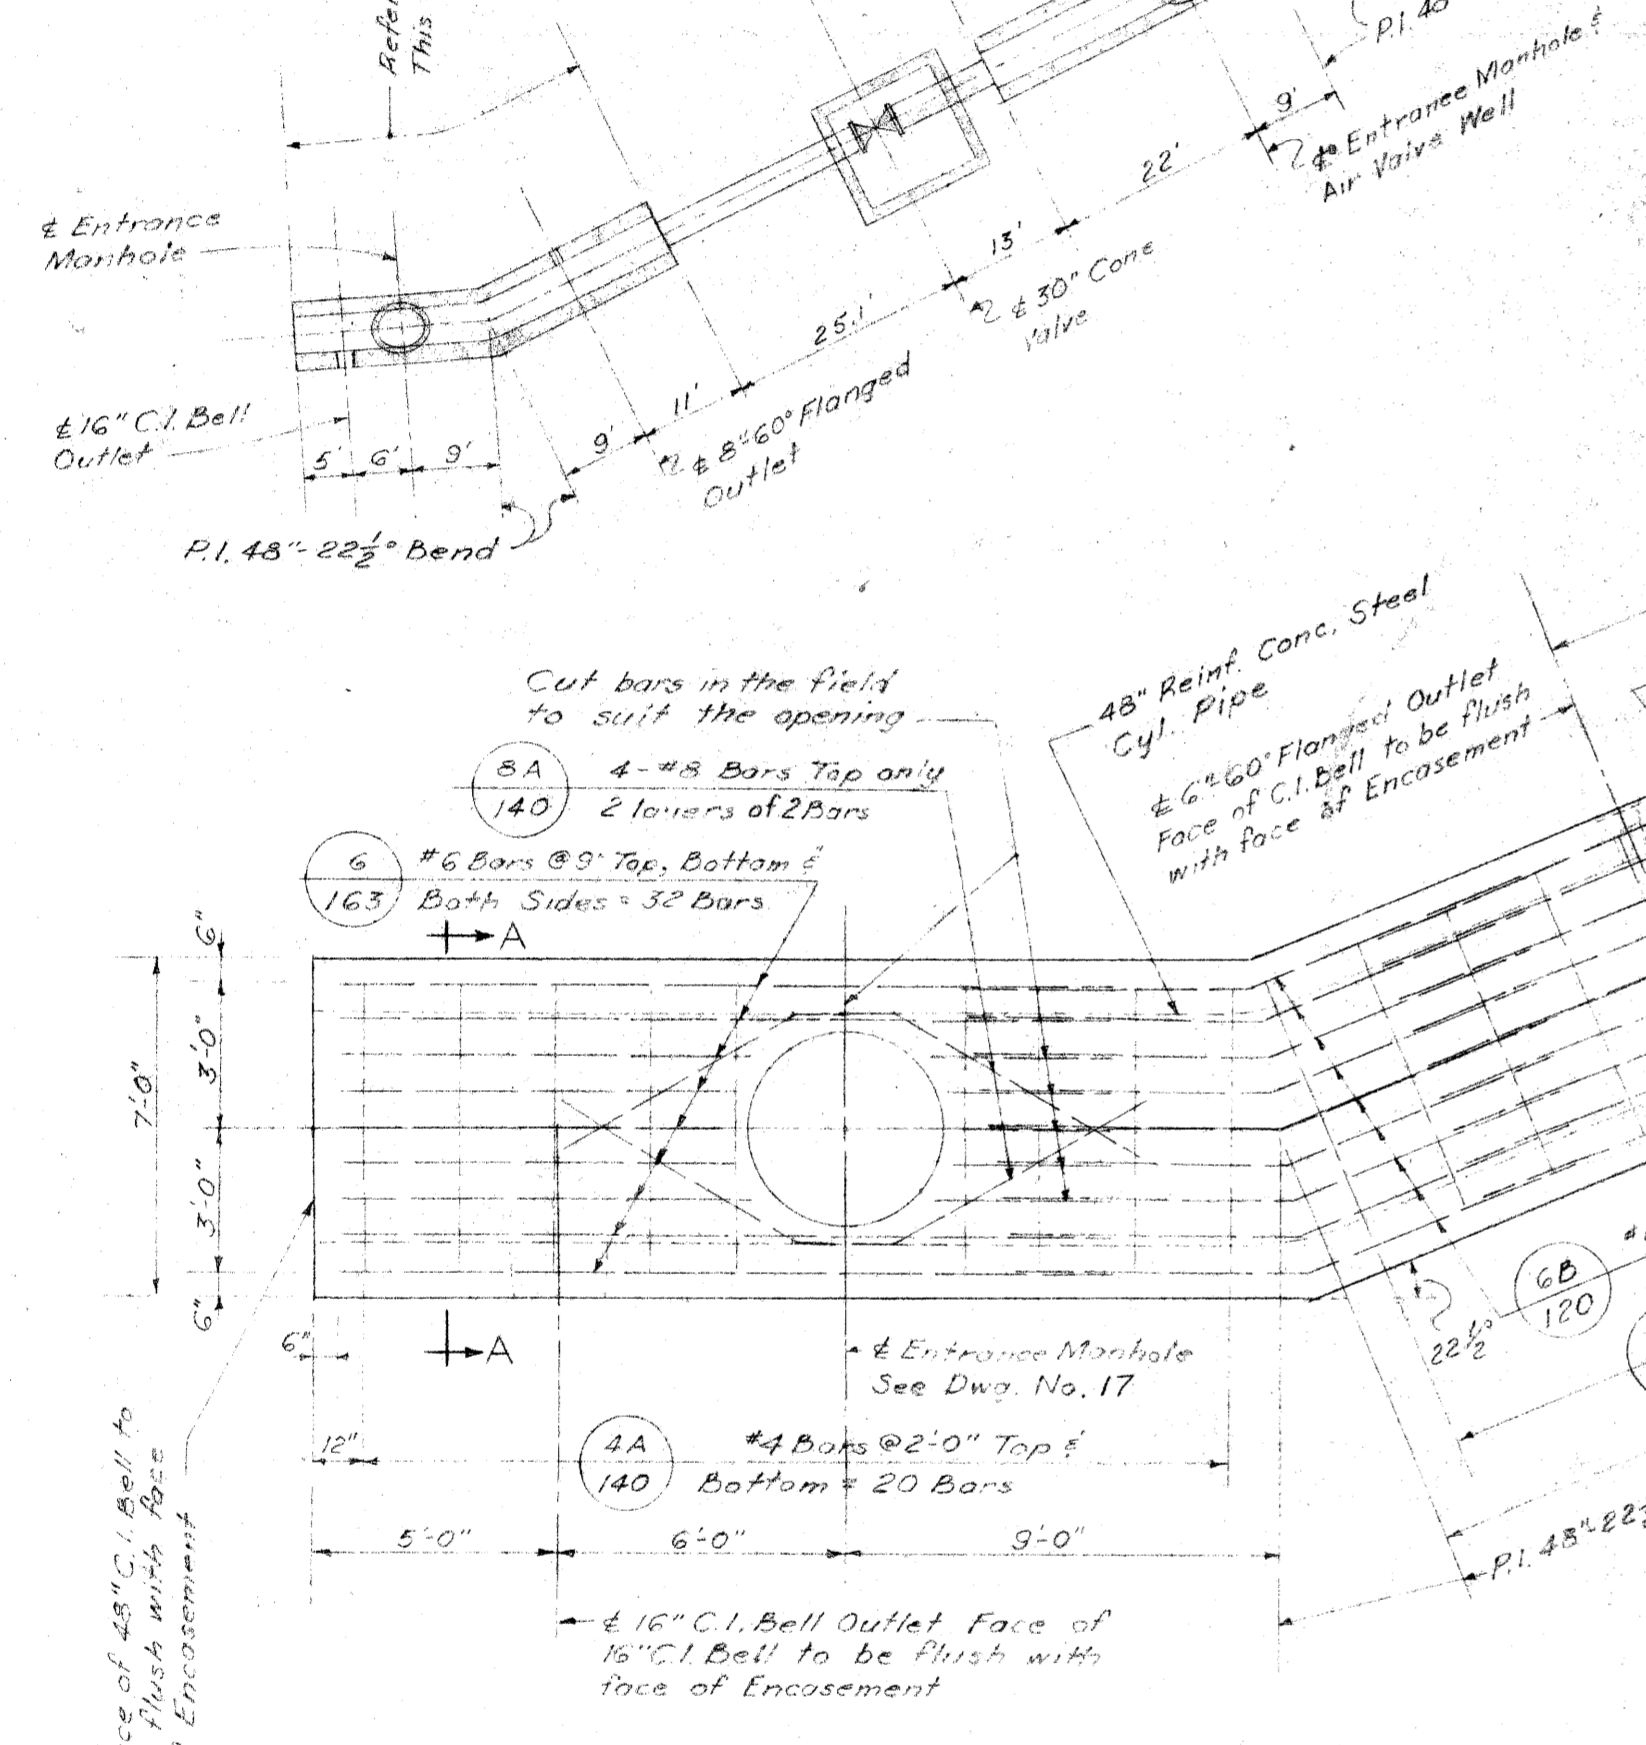 This
P.I. 48
℄ Entrance Manhole &
Air Valve Well
9'
22'
13'
℄ 30" Cone
Valve
25.1'
11'
9'
℄ 8"-60° Flanged
Outlet
℄ Entrance
Manhole
℄ 16" C.I. Bell
Outlet
5' 6' 9'
P.I. 48"-22½° Bend
Cut bars in the field
to suit the opening
8A 4-#8 Bars Top only
140 2 layers of 2 Bars
6 #6 Bars @ 9" Top, Bottom &
163 Both Sides = 32 Bars
48" Reinf. Conc. Steel
Cyl. Pipe
℄ 6"-60° Flanged Outlet
Face of C.I. Bell to be flush
with face of Encasement
A
6"
3'-0"
7'-0"
3'-0"
6"
6"
A
℄ Entrance Manhole
See Dwg. No. 17
6B
120
22½°
12"
4A #4 Bars @ 2'-0" Top &
140 Bottom = 20 Bars
5'-0" 6'-0" 9'-0"
P.I. 48"-22
℄ 16" C.I. Bell Outlet Face of
16" C.I. Bell to be flush with
face of Encasement
of 48" C.I. Bell to
flush with face
Encasement